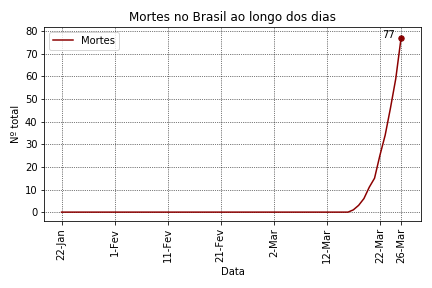 Mortes no Brasil ao longo dos dias
Mortes
77
Nº total
80
70
60
50
40
30
20
10
0
22-Jan
1-Fev
11-Fev
21-Fev
2-Mar
12-Mar
22-Mar
26-Mar
Data